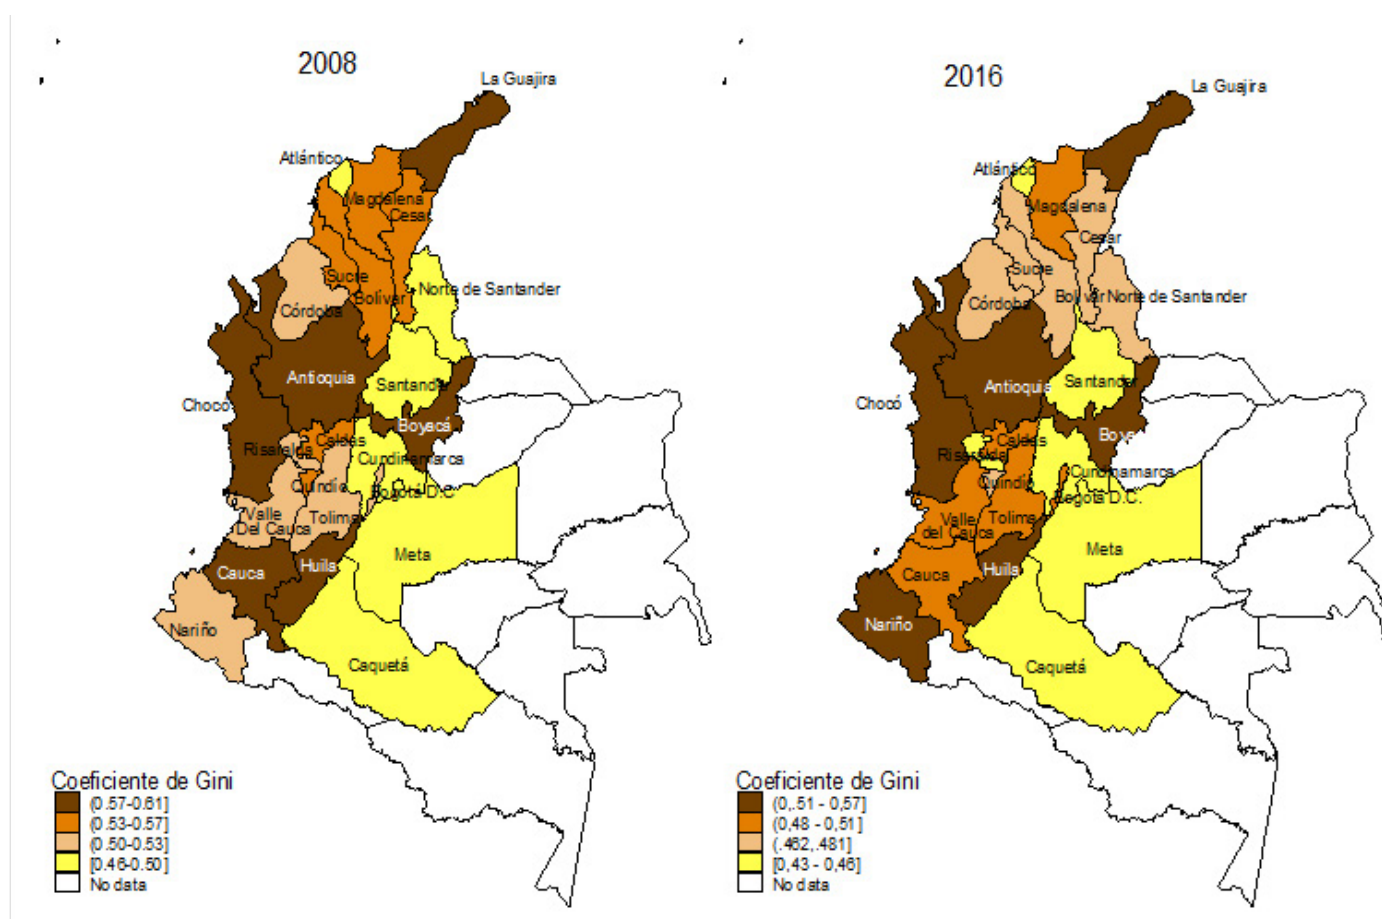 2008
La Guajira
Atlántico
Magdalena
Cesar
Sucre
Bolívar
Norte de Santander
Córdoba
Antioquia
Santander
Chocó
Boyacá
Risaralda
Caldas
Cundinamarca
Quindío
Bogotá D.C
Valle
Del Cauca
Tolima
Meta
Huila
Cauca
Nariño
Caquetá
Coeficiente de Gini
(0.57-0.61]
(0.53-0.57]
(0.50-0.53]
[0.46-0.50]
No data
2016
La Guajira
Atlántico
Magdalena
Cesar
Sucre
Bolívar
Norte de Santander
Córdoba
Santander
Antioquia
Chocó
Risaralda
Caldas
Cundinamarca
Quindío
Bogotá D.C.
Valle
del Cauca
Tolima
Meta
Huila
Cauca
Nariño
Caquetá
Coeficiente de Gini
(0,.51 - 0,57]
(0,48 - 0,51]
(.462,.481]
[0,43 - 0,46]
No data